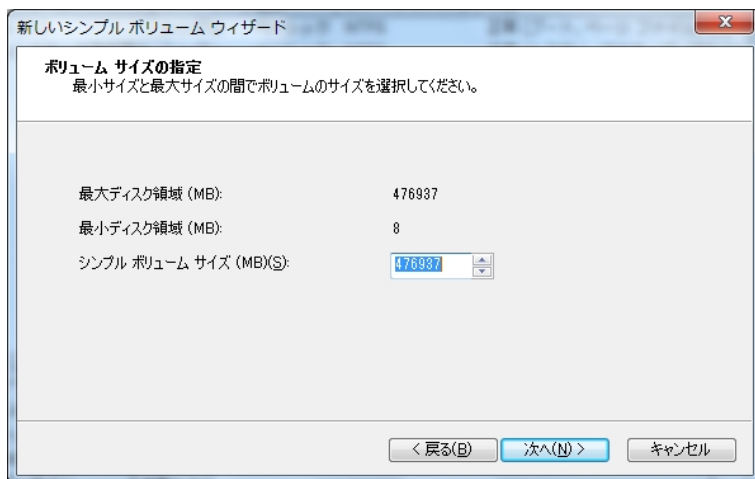 新しいシンプル ボリューム ウィザード
ボリューム サイズの指定
最小サイズと最大サイズの間でボリュームのサイズを選択してください。
最大ディスク領域 (MB): 476937
最小ディスク領域 (MB): 8
シンプル ボリューム サイズ (MB)(S): 476937
< 戻る(B) 次へ(N) > キャンセル